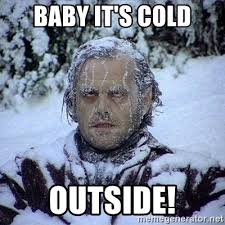 BABY IT'S COLD
OUTSIDE!
memegenerator.net